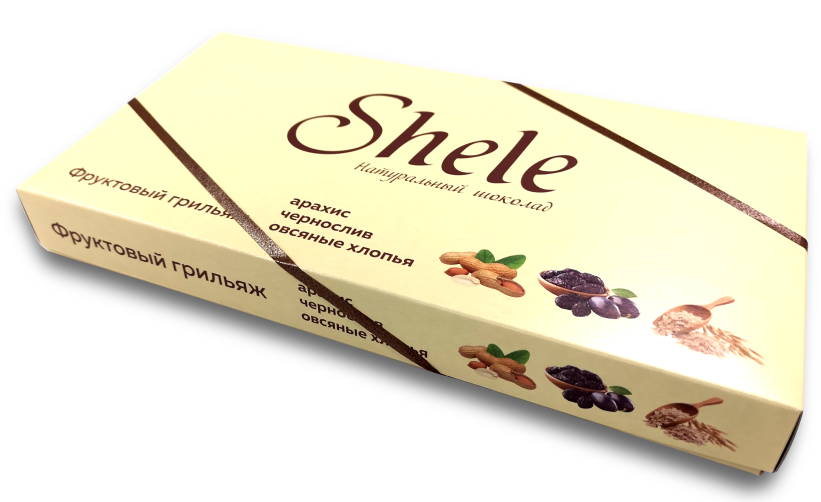 Shele
Натуральный шоколад
Фруктовый грильяж
арахис
чернослив
овсяные хлопья
Фруктовый грильяж
арахис
чернослив
овсяные хлопья